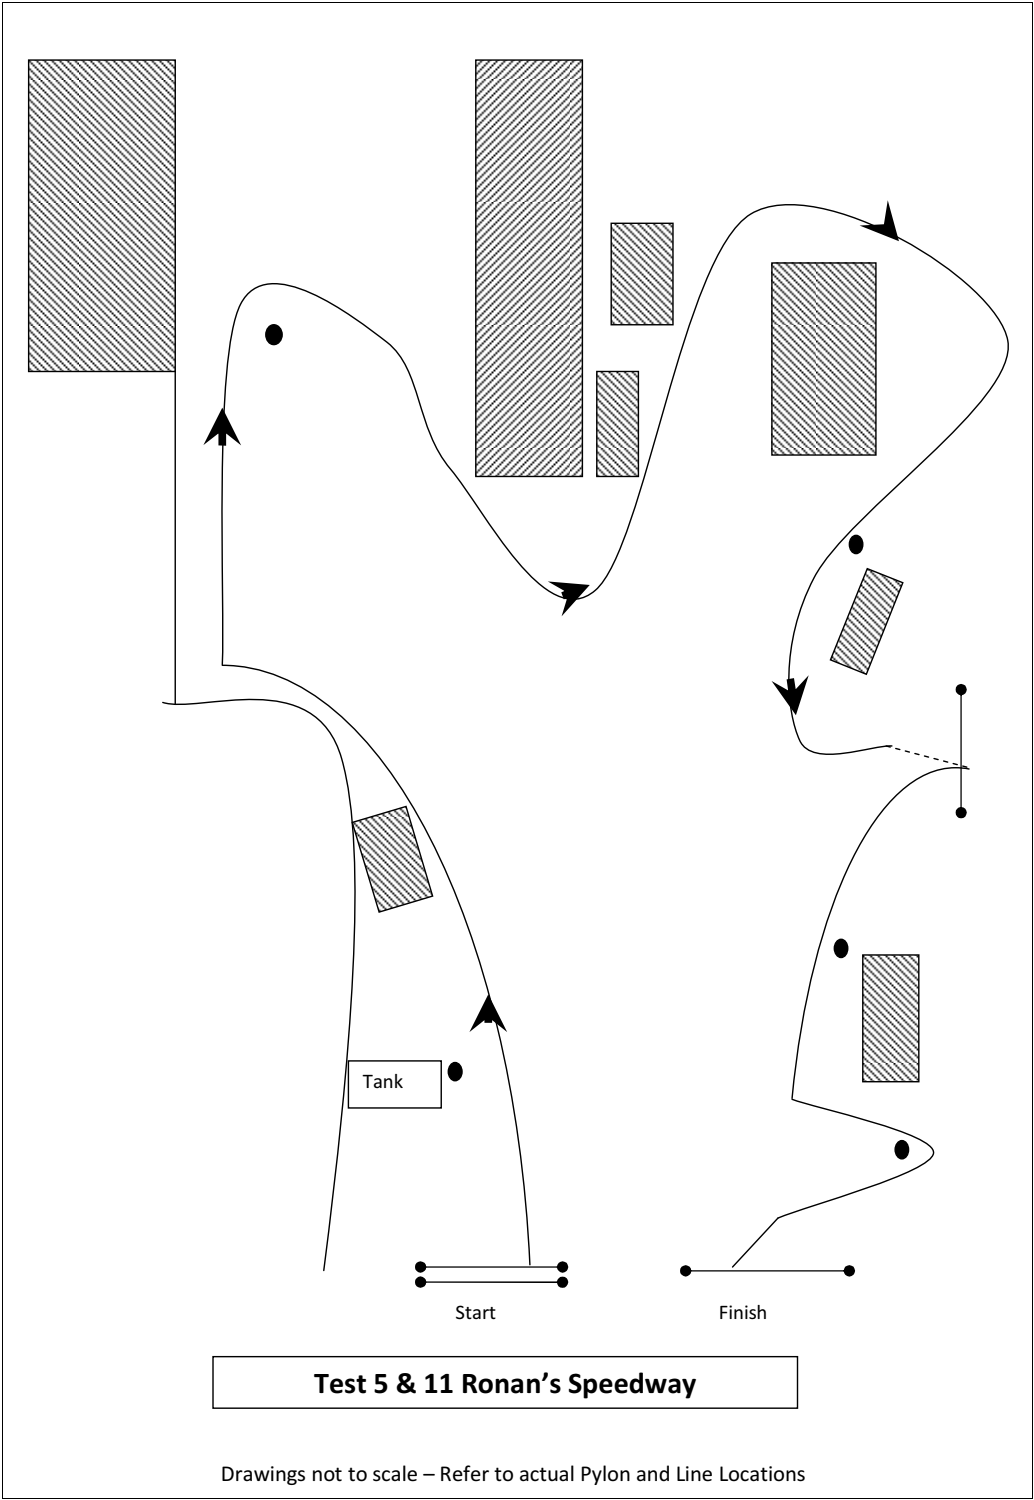 Tank
Start
Finish
Test 5 & 11 Ronan’s Speedway
Drawings not to scale – Refer to actual Pylon and Line Locations